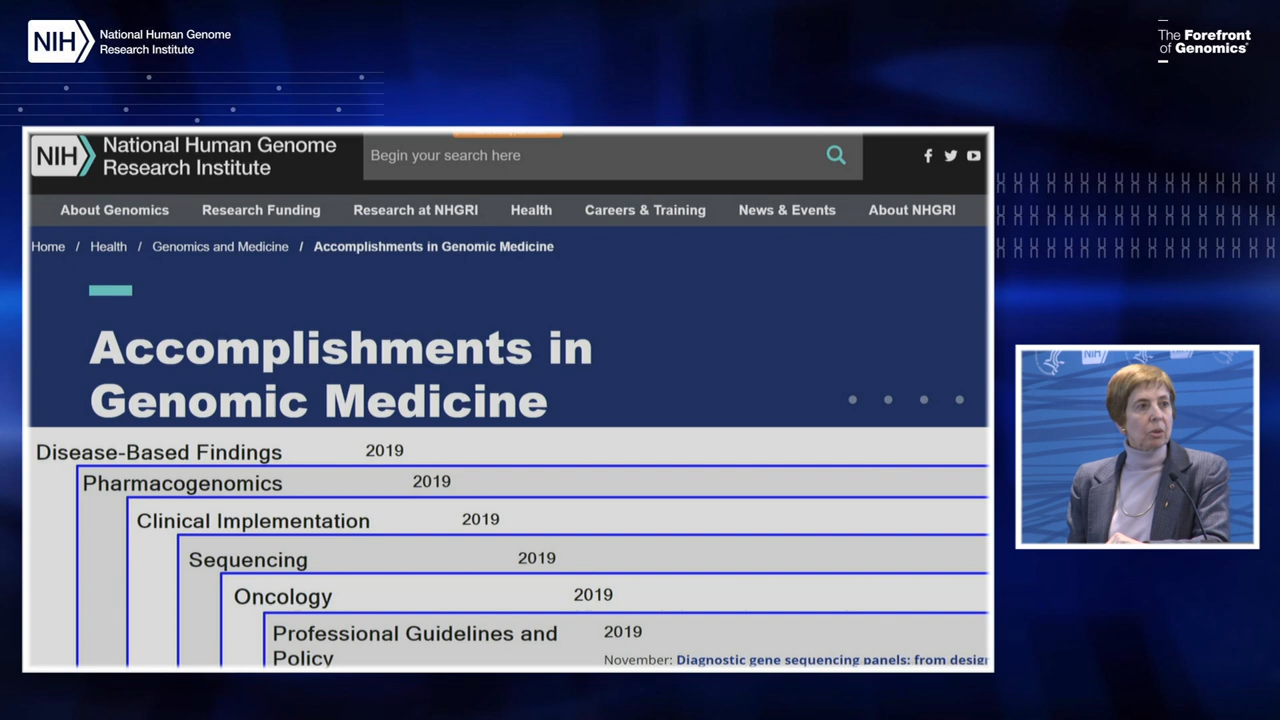 NIH
National Human Genome
Research Institute
The Forefront
of Genomics®
NIH
National Human Genome
Research Institute
Begin your search here
About Genomics Research Funding Research at NHGRI Health Careers & Training News & Events About NHGRI
Home / Health / Genomics and Medicine / Accomplishments in Genomic Medicine
Accomplishments in
Genomic Medicine
Disease-Based Findings 2019
Pharmacogenomics 2019
Clinical Implementation 2019
Sequencing 2019
Oncology 2019
Professional Guidelines and 2019
Policy
November: Diagnostic gene sequencing panels: from design
NIH